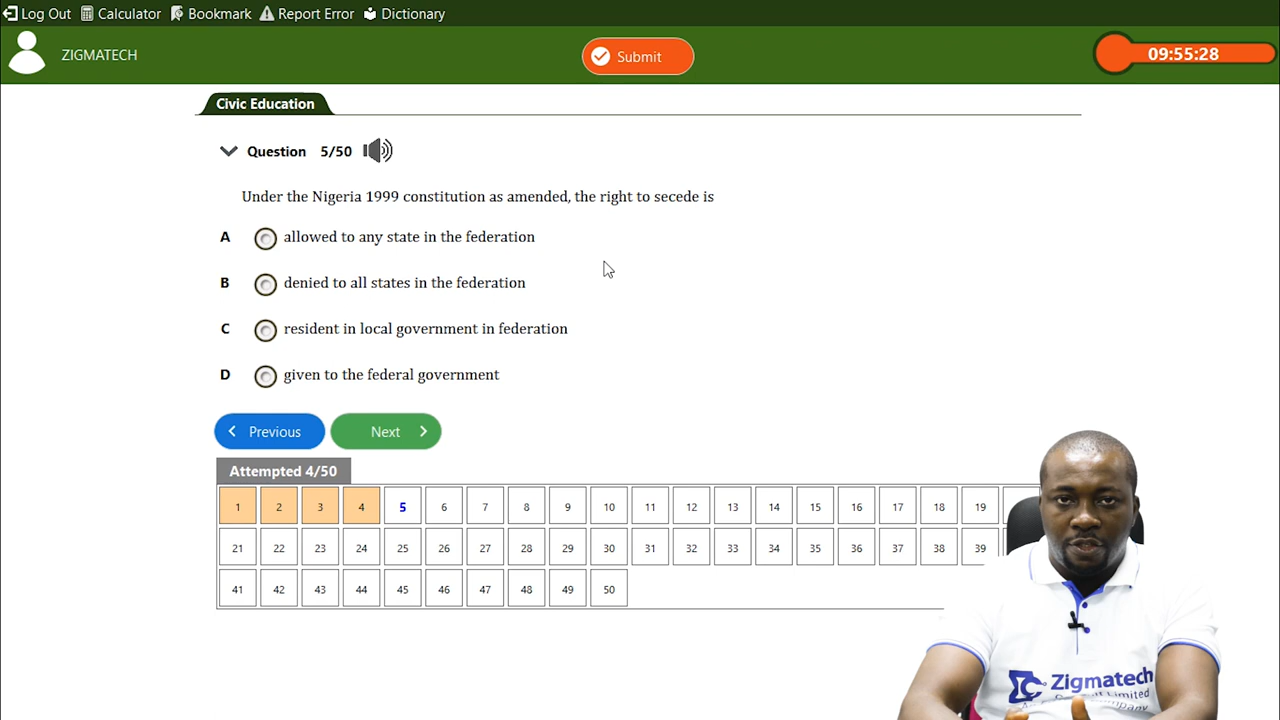 Log Out Calculator Bookmark Report Error Dictionary
ZIGMATECH
Submit
09:55:28
Civic Education
Question 5/50
Under the Nigeria 1999 constitution as amended, the right to secede is
A allowed to any state in the federation
B denied to all states in the federation
C resident in local government in federation
D given to the federal government
Previous Next
Attempted 4/50
1 2 3 4 5 6 7 8 9 10 11 12 13 14 15 16 17 18 19
21 22 23 24 25 26 27 28 29 30 31 32 33 34 35 36 37 38 39
41 42 43 44 45 46 47 48 49 50
Zigmatech
Limited